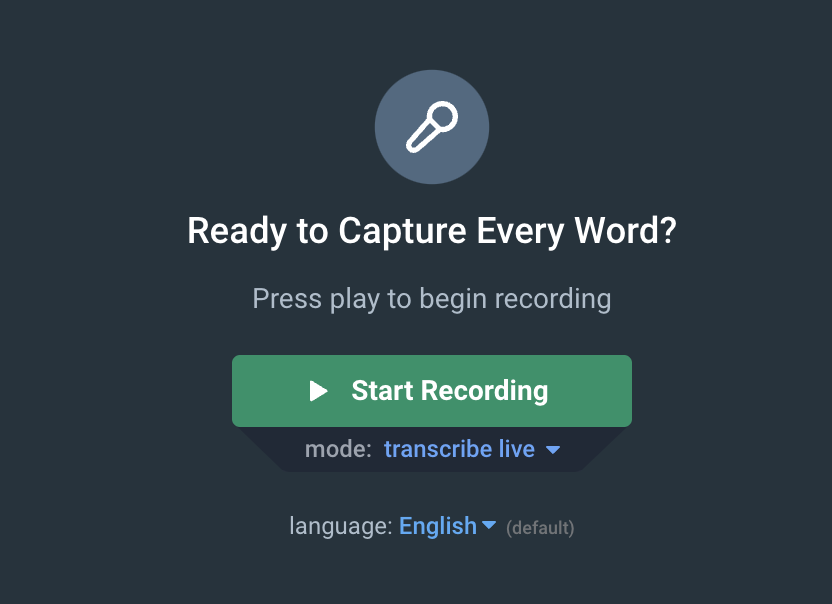 Ready to Capture Every Word?
Press play to begin recording
Start Recording
mode: transcribe live
language: English (default)